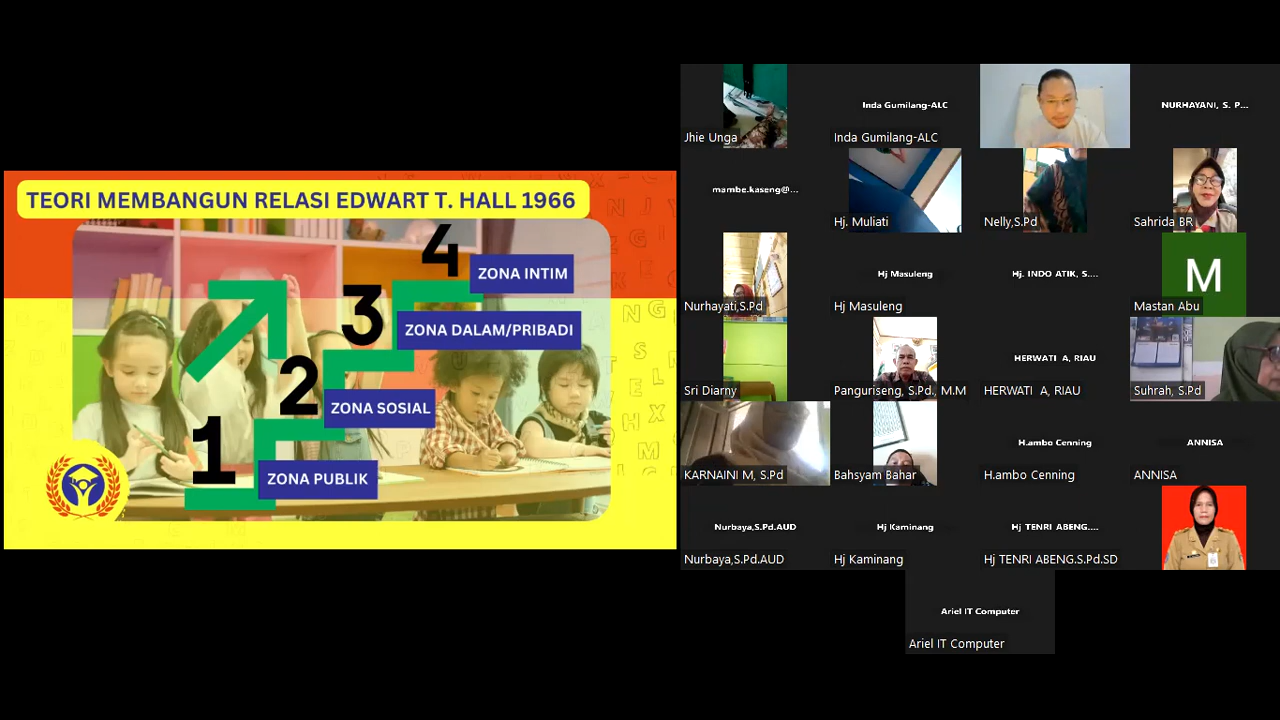 TEORI MEMBANGUN RELASI EDWART T. HALL 1966
4
ZONA INTIM
3
ZONA DALAM/PRIBADI
2
ZONA SOSIAL
1
ZONA PUBLIK
Jhie Unga
Inda Gumilang-ALC
Inda Gumilang-ALC
NURHAYANI, S. P...
mambe.kaseng@...
Hj. Muliati
Nelly,S.Pd
Sahrida BR
Nurhayati,S.Pd
Hj Masuleng
Hj Masuleng
Hj. INDO ATIK, S....
M
Mastan Abu
Sri Diarny
Panguriseng, S.Pd., M.M
HERWATI A, RIAU
HERWATI A, RIAU
Suhrah, S.Pd
KARNAINI M, S.Pd
Bahsyam Bahar
H.ambo Cenning
H.ambo Cenning
ANNISA
ANNISA
Nurbaya,S.Pd.AUD
Nurbaya,S.Pd.AUD
Hj Kaminang
Hj Kaminang
Hj TENRI ABENG....
Hj TENRI ABENG.S.Pd.SD
Ariel IT Computer
Ariel IT Computer